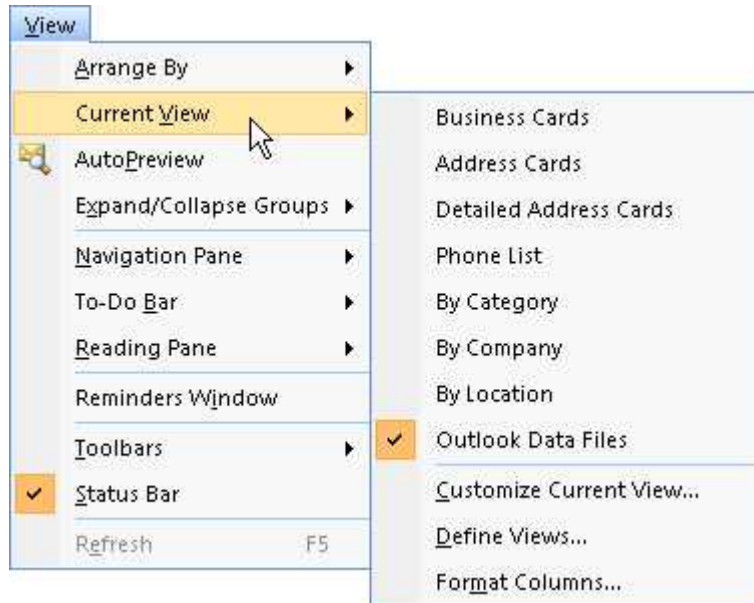 View
Arrange By
Current View
AutoPreview
Expand/Collapse Groups
Navigation Pane
To-Do Bar
Reading Pane
Reminders Window
Toolbars
Status Bar
Refresh F5
Business Cards
Address Cards
Detailed Address Cards
Phone List
By Category
By Company
By Location
Outlook Data Files
Customize Current View...
Define Views...
Format Columns...